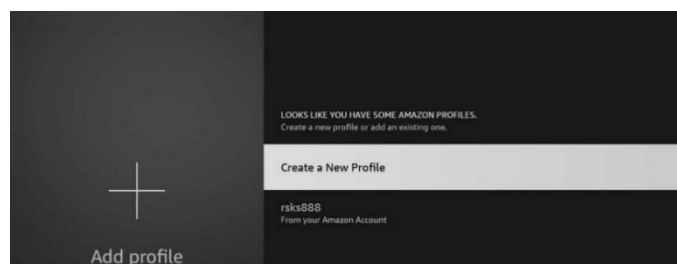 LOOKS LIKE YOU HAVE SOME AMAZON PROFILES.
Create a new profile or add an existing one.
Create a New Profile
rsks888
From your Amazon Account
Add profile